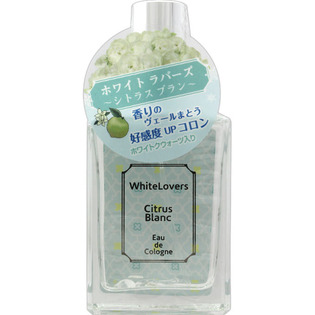 ホワイト ラバーズ
～シトラス ブラン～
香りの
ヴェールまとう
好感度UPコロン
ホワイトクウォーツ入り
WhiteLovers
Citrus
Blanc
Eau
de
Cologne